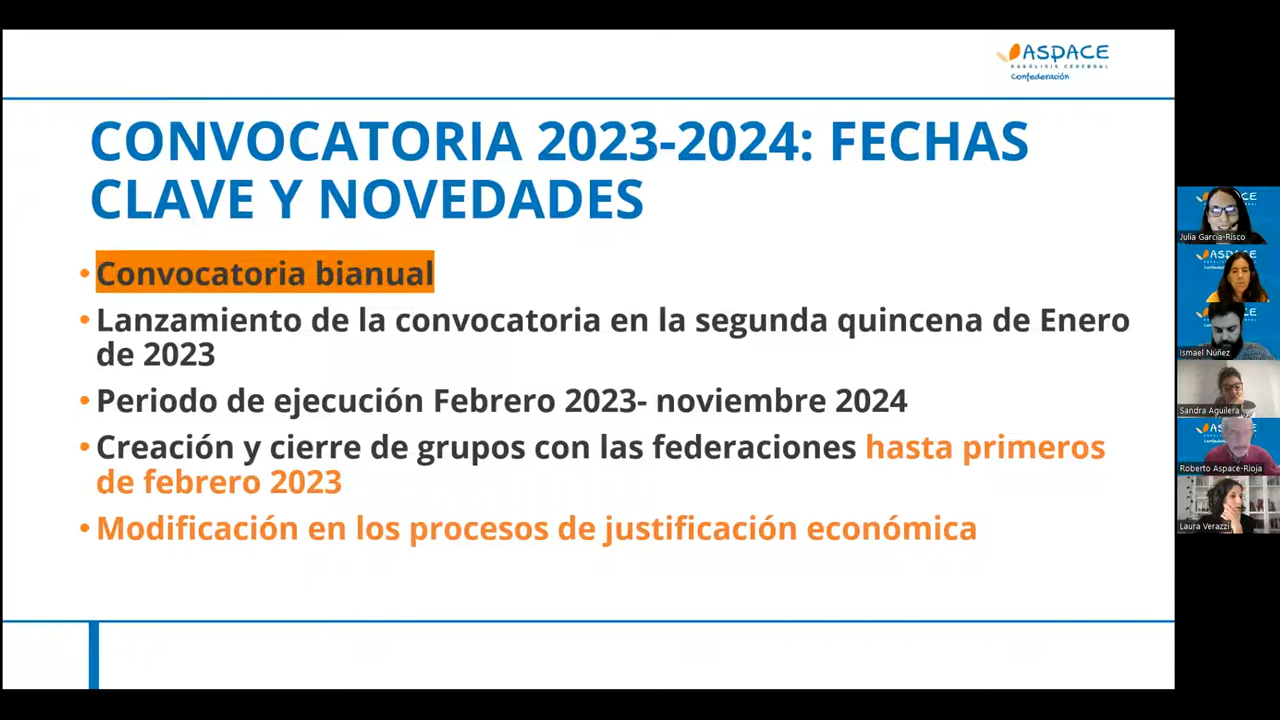 ASPACE
PARÁLISIS CEREBRAL
Confederación
CONVOCATORIA 2023-2024: FECHAS
CLAVE Y NOVEDADES
• Convocatoria bianual
• Lanzamiento de la convocatoria en la segunda quincena de Enero
de 2023
• Periodo de ejecución Febrero 2023- noviembre 2024
• Creación y cierre de grupos con las federaciones hasta primeros
de febrero 2023
• Modificación en los procesos de justificación económica
Julia García-Risco
ASPACE
Ismael Núñez
Sandra Aguilera
Roberto Aspace-Rioja
Laura Verazzi